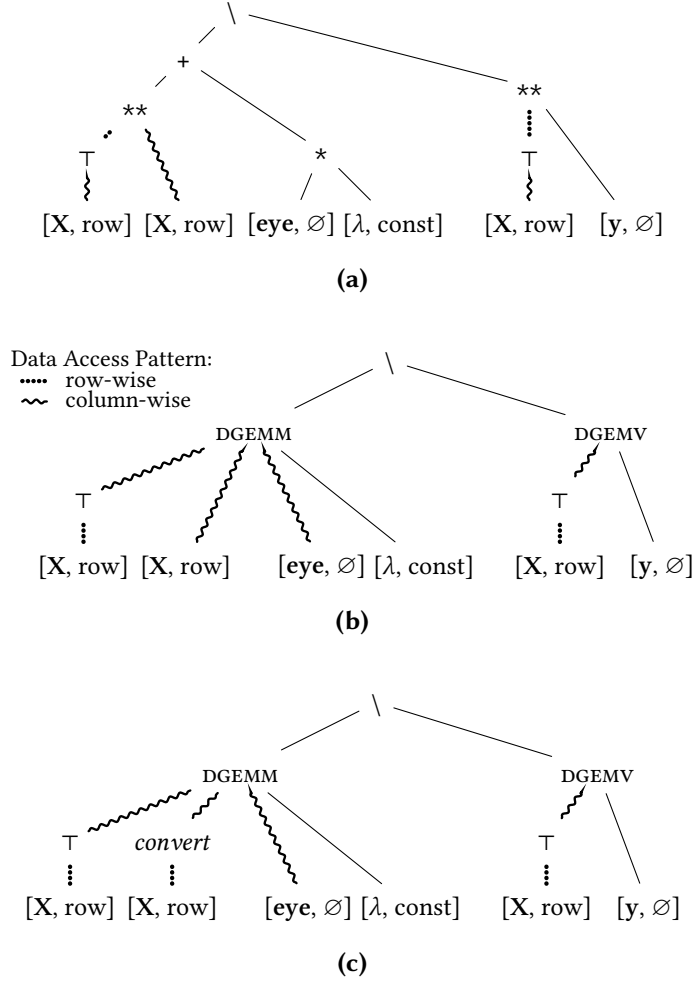 \
+
**
**
⊤
*
⊤
[X, row] [X, row] [eye, ∅] [λ, const] [X, row] [y, ∅]
(a)
Data Access Pattern:
row-wise
column-wise
\
DGEMM DGEMV
⊤ ⊤
[X, row] [X, row] [eye, ∅] [λ, const] [X, row] [y, ∅]
(b)
\
DGEMM DGEMV
⊤ convert ⊤
[X, row] [X, row] [eye, ∅] [λ, const] [X, row] [y, ∅]
(c)